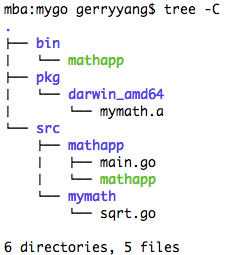 mba:mygo gerryyang$ tree -C
.
├── bin
│   └── mathapp
├── pkg
│   └── darwin_amd64
│       └── mymath.a
└── src
    ├── mathapp
    │   ├── main.go
    │   └── mathapp
    └── mymath
        └── sqrt.go
6 directories, 5 files